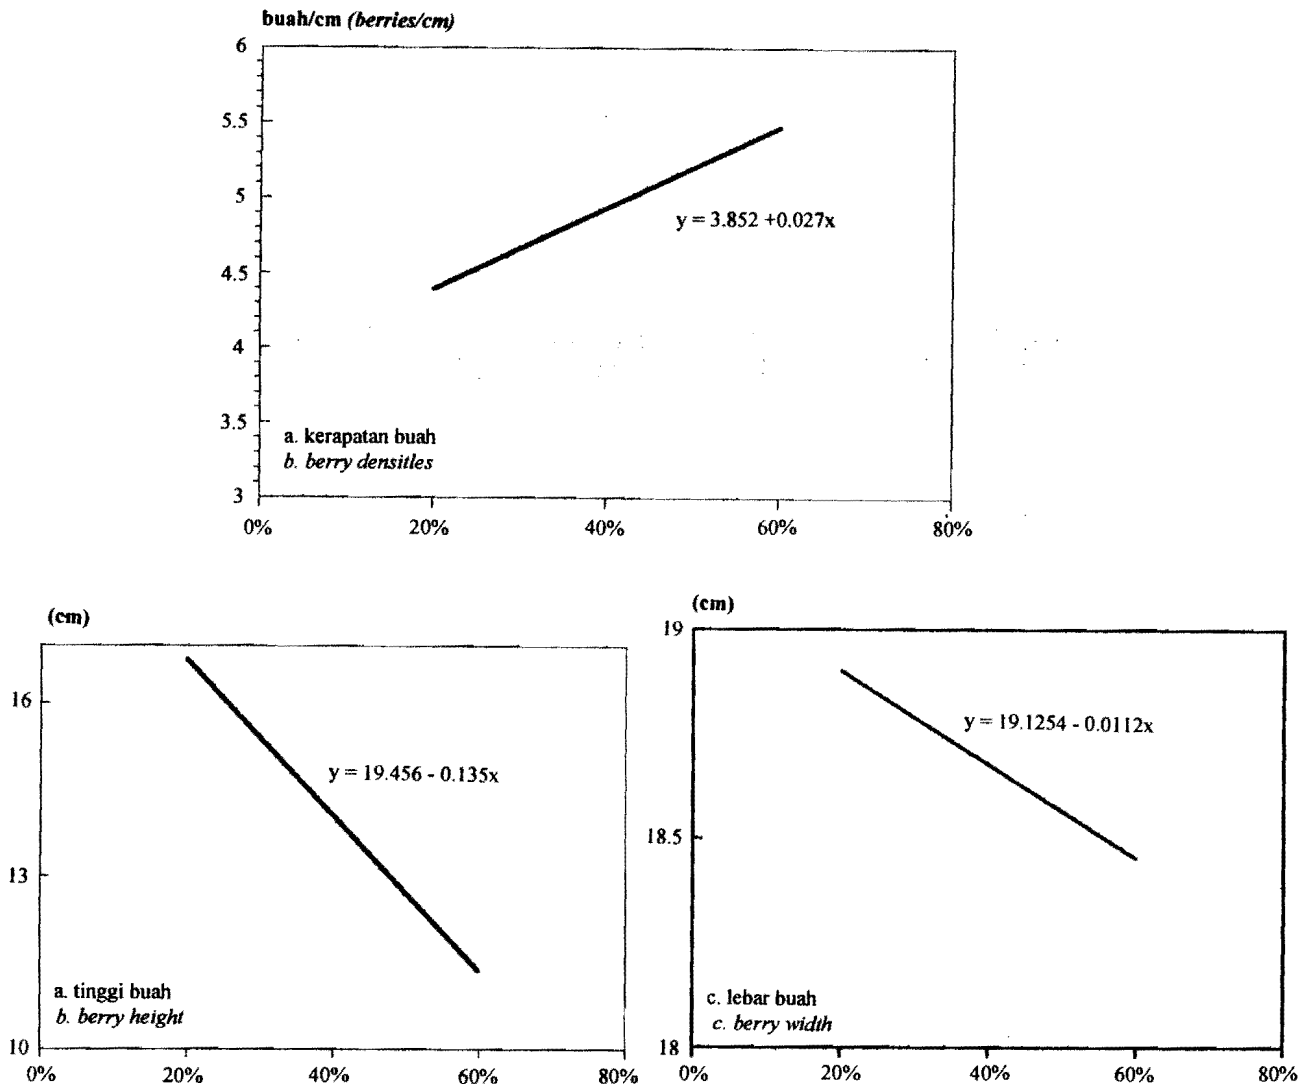 buah/cm (berries/cm)
6
5.5
5
4.5
4
3.5
3
y = 3.852 +0.027x
a. kerapatan buah
b. berry densitles
0% 20% 40% 60% 80%
(cm)
16
13
10
y = 19.456 - 0.135x
a. tinggi buah
b. berry height
0% 20% 40% 60% 80%
(cm)
19
18.5
18
y = 19.1254 - 0.0112x
c. lebar buah
c. berry width
0% 20% 40% 60% 80%